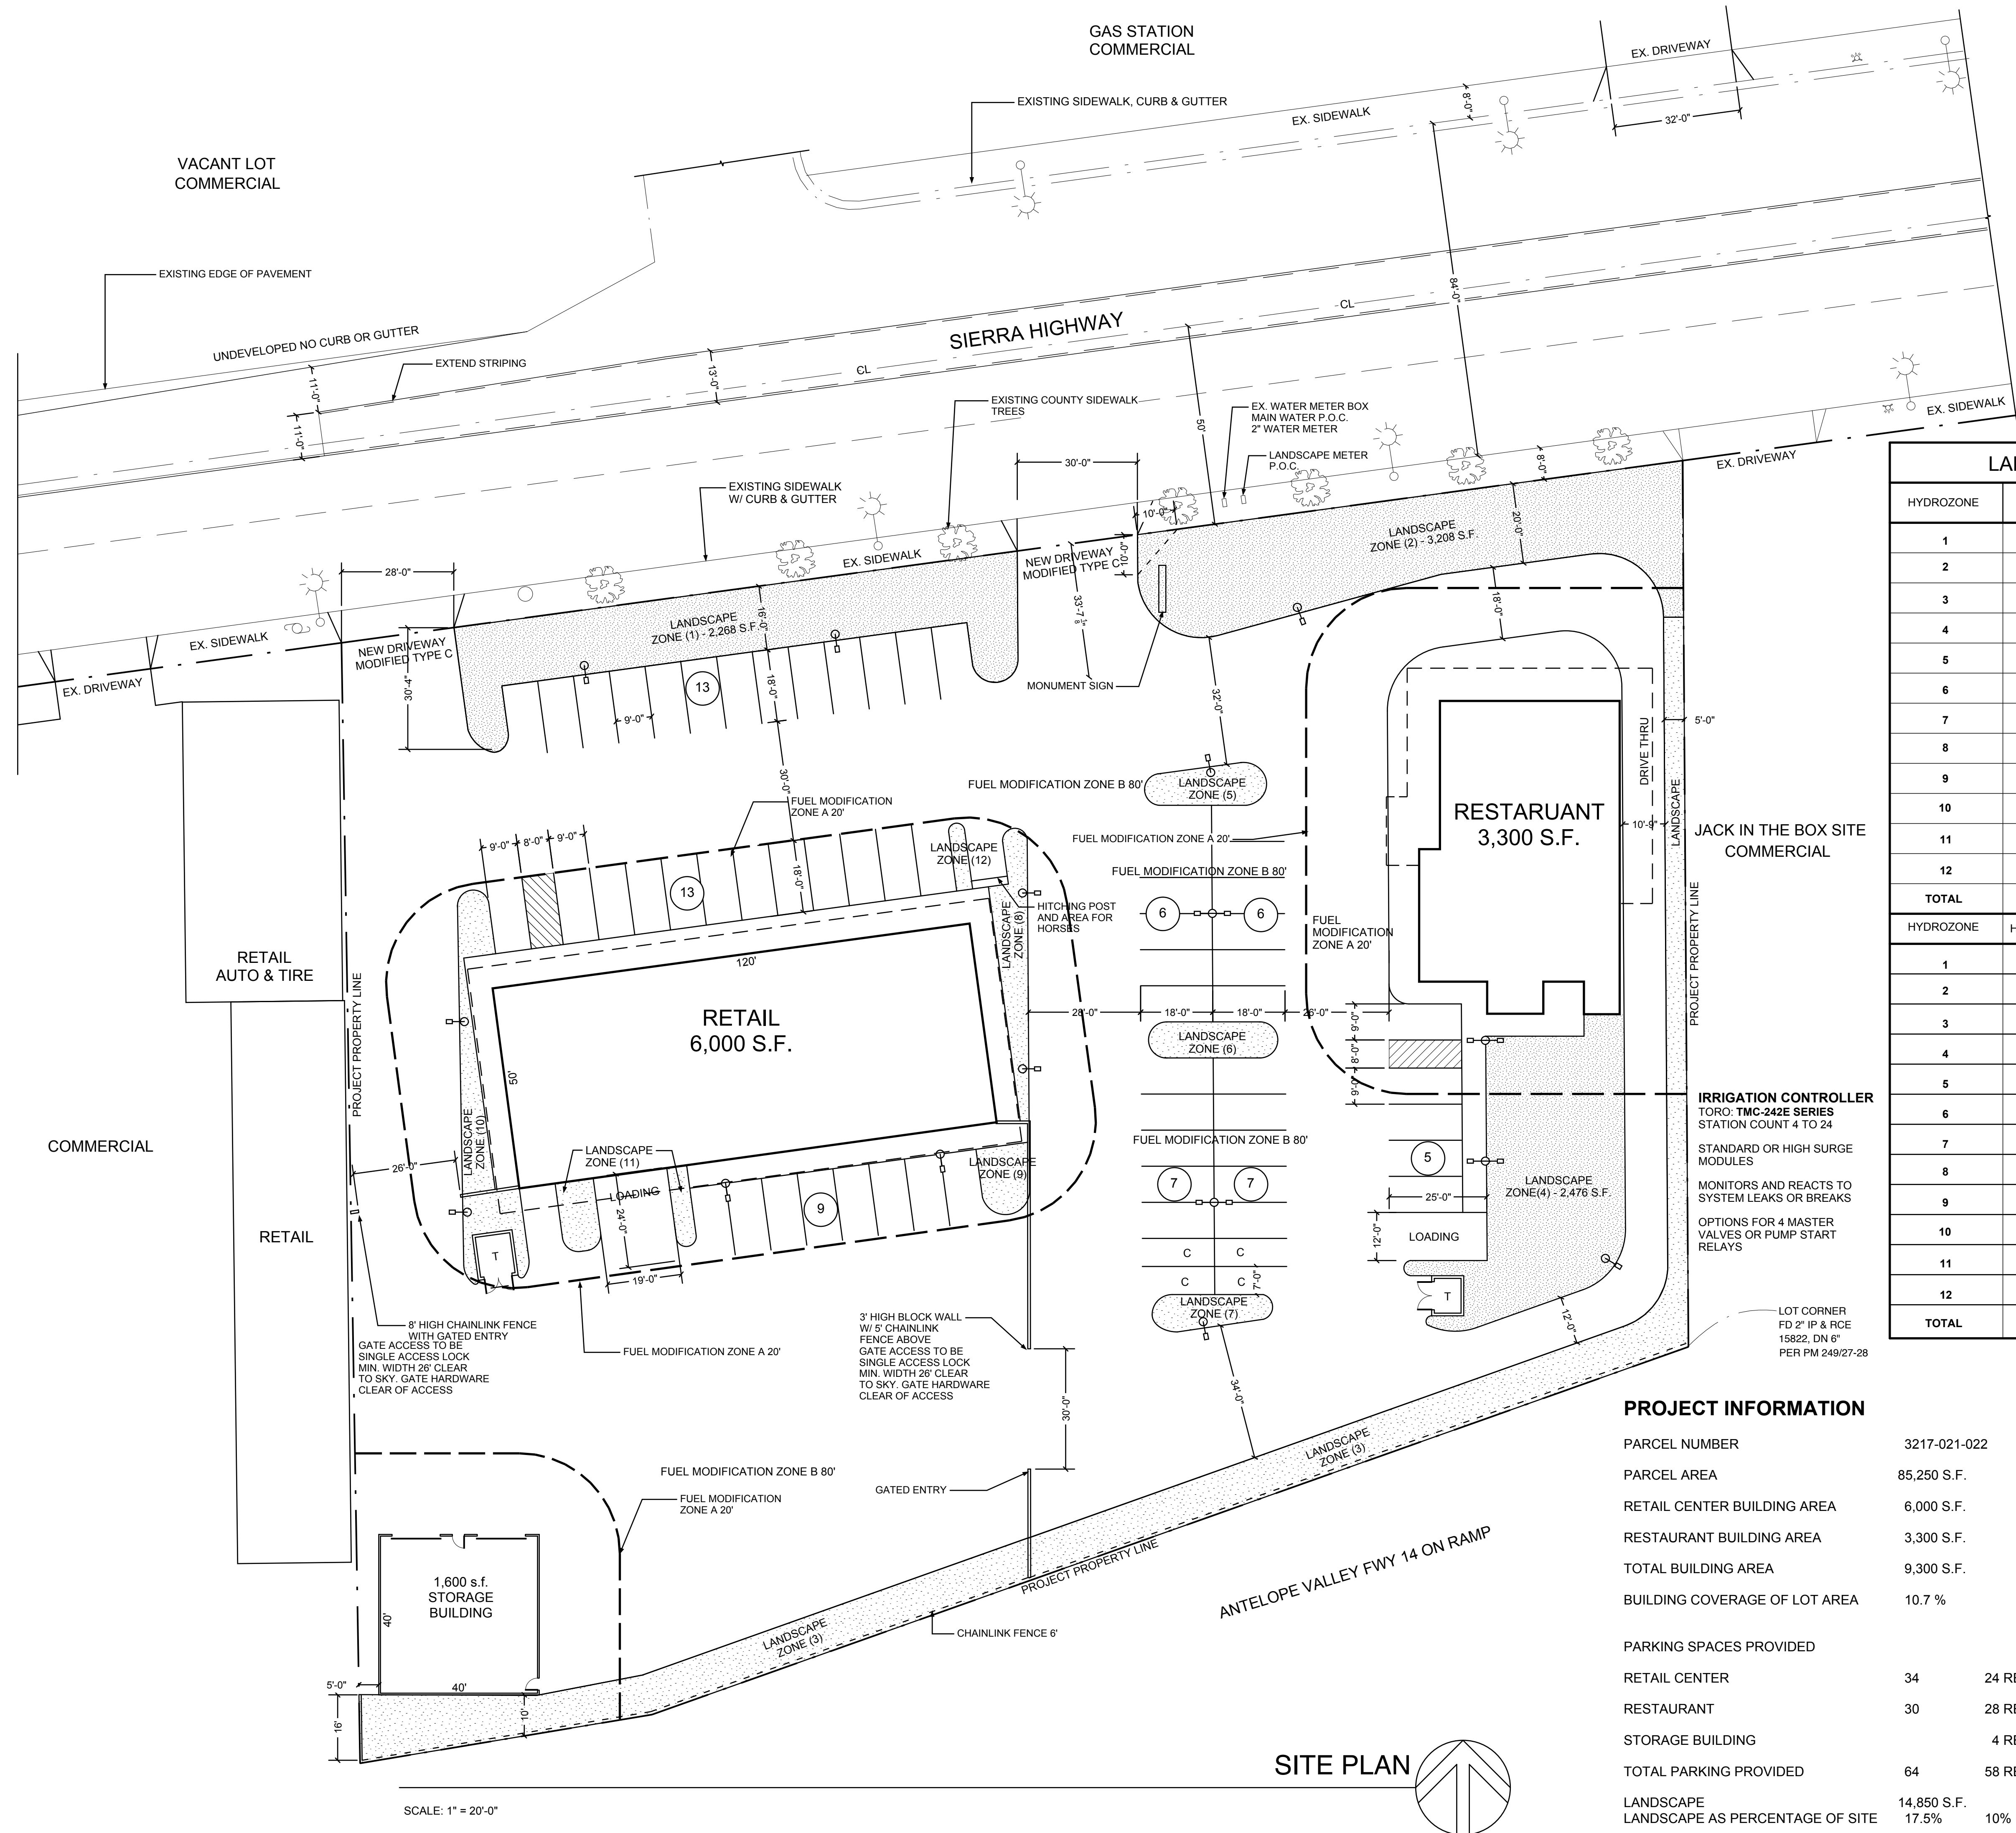 GAS STATION
COMMERCIAL
EX. DRIVEWAY
EXISTING SIDEWALK, CURB & GUTTER
EX. SIDEWALK
8'-0"
32'-0"
VACANT LOT
COMMERCIAL
EXISTING EDGE OF PAVEMENT
84'-0"
CL
SIERRA HIGHWAY
UNDEVELOPED NO CURB OR GUTTER
EXTEND STRIPING
11'-0"
13'-0"
CL
11'-0"
50'
EXISTING COUNTY SIDEWALK
TREES
EX. WATER METER BOX
MAIN WATER P.O.C.
2" WATER METER
LANDSCAPE METER
P.O.C.
EX. SIDEWALK
EX. DRIVEWAY
30'-0"
8'-0"
EXISTING SIDEWALK
W/ CURB & GUTTER
10'-0"
10'-0"
20'-0"
LANDSCAPE
ZONE (2) - 3,208 S.F.
EX. SIDEWALK
NEW DRIVEWAY
MODIFIED TYPE C
33'-7 1/8"
28'-0"
18'-0"
LANDSCAPE
ZONE (1) - 2,268 S.F.
16'-0"
EX. SIDEWALK
NEW DRIVEWAY
MODIFIED TYPE C
EX. DRIVEWAY
30'-4"
13
18'-0"
9'-0"
MONUMENT SIGN
32'-0"
5'-0"
DRIVE THRU
30'-0"
FUEL MODIFICATION ZONE B 80'
LANDSCAPE
ZONE (5)
FUEL MODIFICATION
ZONE A 20'
RESTARUANT
3,300 S.F.
10'-9"
LANDSCAPE
JACK IN THE BOX SITE
COMMERCIAL
9'-0"
8'-0"
9'-0"
LANDSCAPE
ZONE (12)
FUEL MODIFICATION ZONE A 20'
FUEL MODIFICATION ZONE B 80'
13
18'-0"
HITCHING POST
AND AREA FOR
HORSES
6
6
FUEL
MODIFICATION
ZONE A 20'
LANDSCAPE
ZONE (8)
PROJECT PROPERTY LINE
RETAIL
AUTO & TIRE
PROJECT PROPERTY LINE
120'
RETAIL
6,000 S.F.
50'
28'-0"
18'-0"
18'-0"
26'-0"
9'-0"
8'-0"
9'-0"
LANDSCAPE
ZONE (6)
IRRIGATION CONTROLLER
TORO: TMC-242E SERIES
STATION COUNT 4 TO 24
STANDARD OR HIGH SURGE
MODULES
MONITORS AND REACTS TO
SYSTEM LEAKS OR BREAKS
OPTIONS FOR 4 MASTER
VALVES OR PUMP START
RELAYS
COMMERCIAL
LANDSCAPE
ZONE (10)
26'-0"
LANDSCAPE
ZONE (11)
LOADING
LANDSCAPE
ZONE (9)
FUEL MODIFICATION ZONE B 80'
7
7
5
25'-0"
LANDSCAPE
ZONE(4) - 2,476 S.F.
9
24'-0"
19'-0"
RETAIL
T
12'-0"
LOADING
C
C
C
C
7'-0"
LANDSCAPE
ZONE (7)
T
12'-0"
8' HIGH CHAINLINK FENCE
WITH GATED ENTRY
GATE ACCESS TO BE
SINGLE ACCESS LOCK
MIN. WIDTH 26' CLEAR
TO SKY. GATE HARDWARE
CLEAR OF ACCESS
FUEL MODIFICATION ZONE A 20'
3' HIGH BLOCK WALL
W/ 5' CHAINLINK
FENCE ABOVE
GATE ACCESS TO BE
SINGLE ACCESS LOCK
MIN. WIDTH 26' CLEAR
TO SKY. GATE HARDWARE
CLEAR OF ACCESS
LOT CORNER
FD 2" IP & RCE
15822, DN 6"
PER PM 249/27-28
30'-0"
34'-0"
LANDSCAPE
ZONE (3)
FUEL MODIFICATION ZONE B 80'
FUEL MODIFICATION
ZONE A 20'
GATED ENTRY
PROJECT PROPERTY LINE
ANTELOPE VALLEY FWY 14 ON RAMP
1,600 s.f.
STORAGE
BUILDING
40'
40'
LANDSCAPE
ZONE (3)
CHAINLINK FENCE 6'
5'-0"
16'
10'
SITE PLAN
SCALE: 1" = 20'-0"
LA
HYDROZONE
1
2
3
4
5
6
7
8
9
10
11
12
TOTAL
HYDROZONE H
1
2
3
4
5
6
7
8
9
10
11
12
TOTAL
PROJECT INFORMATION
PARCEL NUMBER 3217-021-022
PARCEL AREA 85,250 S.F.
RETAIL CENTER BUILDING AREA 6,000 S.F.
RESTAURANT BUILDING AREA 3,300 S.F.
TOTAL BUILDING AREA 9,300 S.F.
BUILDING COVERAGE OF LOT AREA 10.7 %
PARKING SPACES PROVIDED
RETAIL CENTER 34 24 RE
RESTAURANT 30 28 RE
STORAGE BUILDING 4 RE
TOTAL PARKING PROVIDED 64 58 RE
LANDSCAPE 14,850 S.F.
LANDSCAPE AS PERCENTAGE OF SITE 17.5% 10%